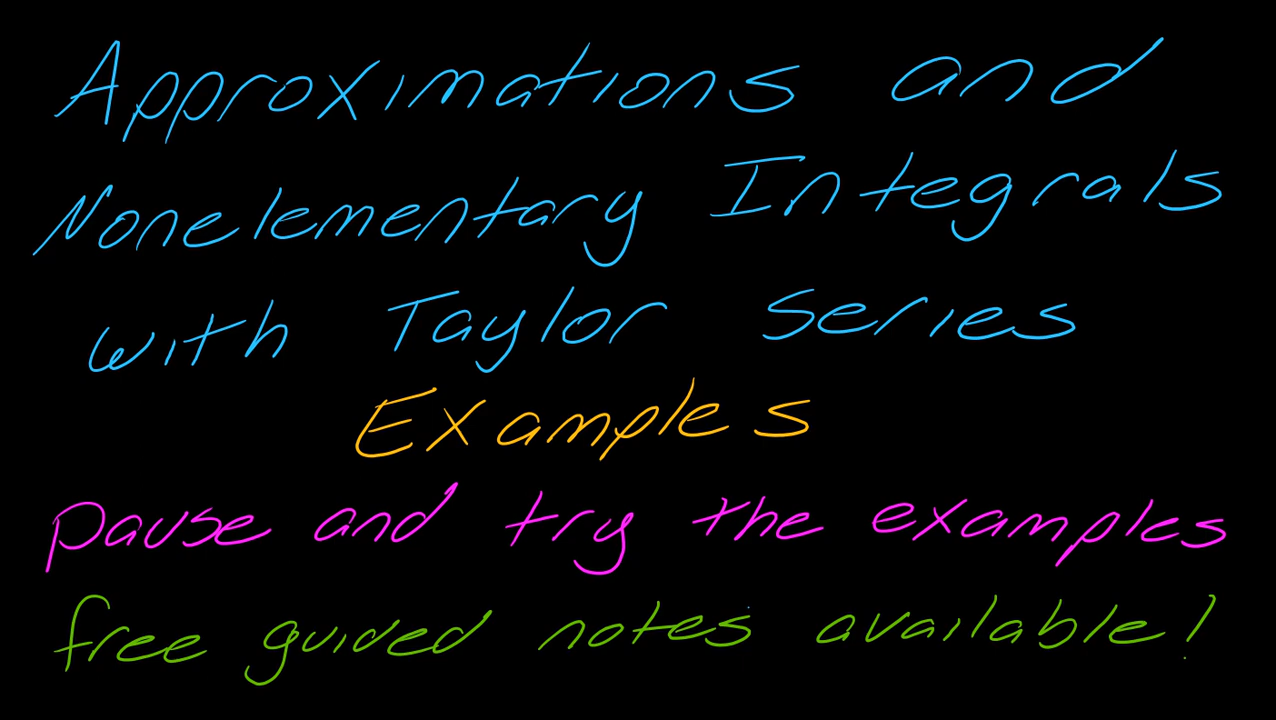 Approximations and
Nonelementary Integrals
with Taylor Series
Examples
pause and try the examples
free guided notes available!